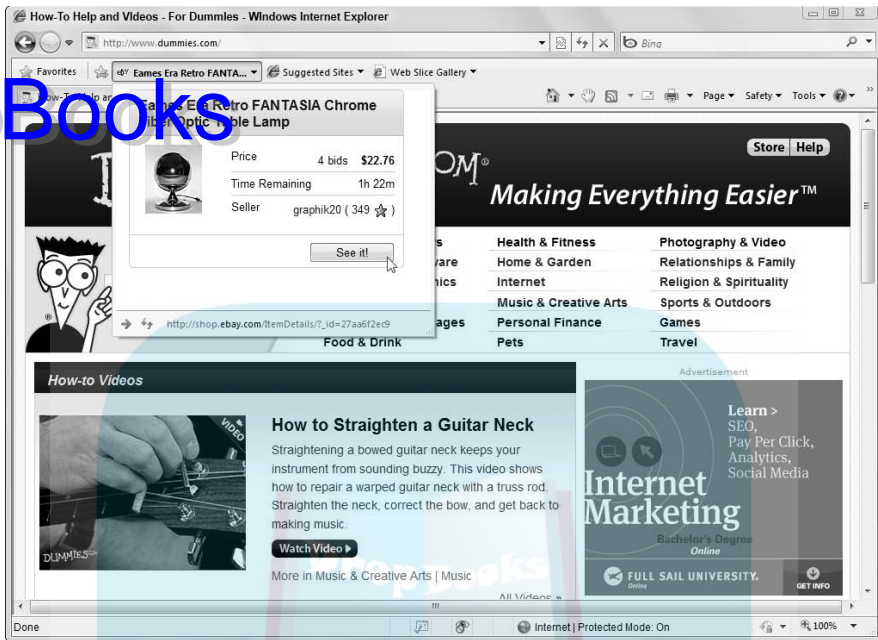 How-To Help and Videos - For Dummies - Windows Internet Explorer
http://www.dummies.com/
Bing
Favorites
Eames Era Retro FANTA...
Suggested Sites
Web Slice Gallery
Page
Safety
Tools
Books
Eames Era Retro FANTASIA Chrome
Fiber Optic Table Lamp
Price 4 bids $22.76
Time Remaining 1h 22m
Seller graphik20 ( 349 )
See it!
http://shop.ebay.com/ItemDetails/?_id=27aa6f2ec9
Store Help
Making Everything Easier™
Health & Fitness Photography & Video
Home & Garden Relationships & Family
Internet Religion & Spirituality
Music & Creative Arts Sports & Outdoors
Personal Finance Games
Food & Drink Pets Travel
How-to Videos
VIDEO
DUMMIES
How to Straighten a Guitar Neck
Straightening a bowed guitar neck keeps your
instrument from sounding buzzy. This video shows
how to repair a warped guitar neck with a truss rod.
Straighten the neck, correct the bow, and get back to
making music.
Watch Video
More in Music & Creative Arts | Music
All Videos »
DropBooks
Advertisement
Learn >
SEO,
Pay Per Click,
Analytics,
Social Media
Internet
Marketing
Bachelor's Degree
Online
FULL SAIL UNIVERSITY.
Online
GET INFO
Done
Internet | Protected Mode: On
100%